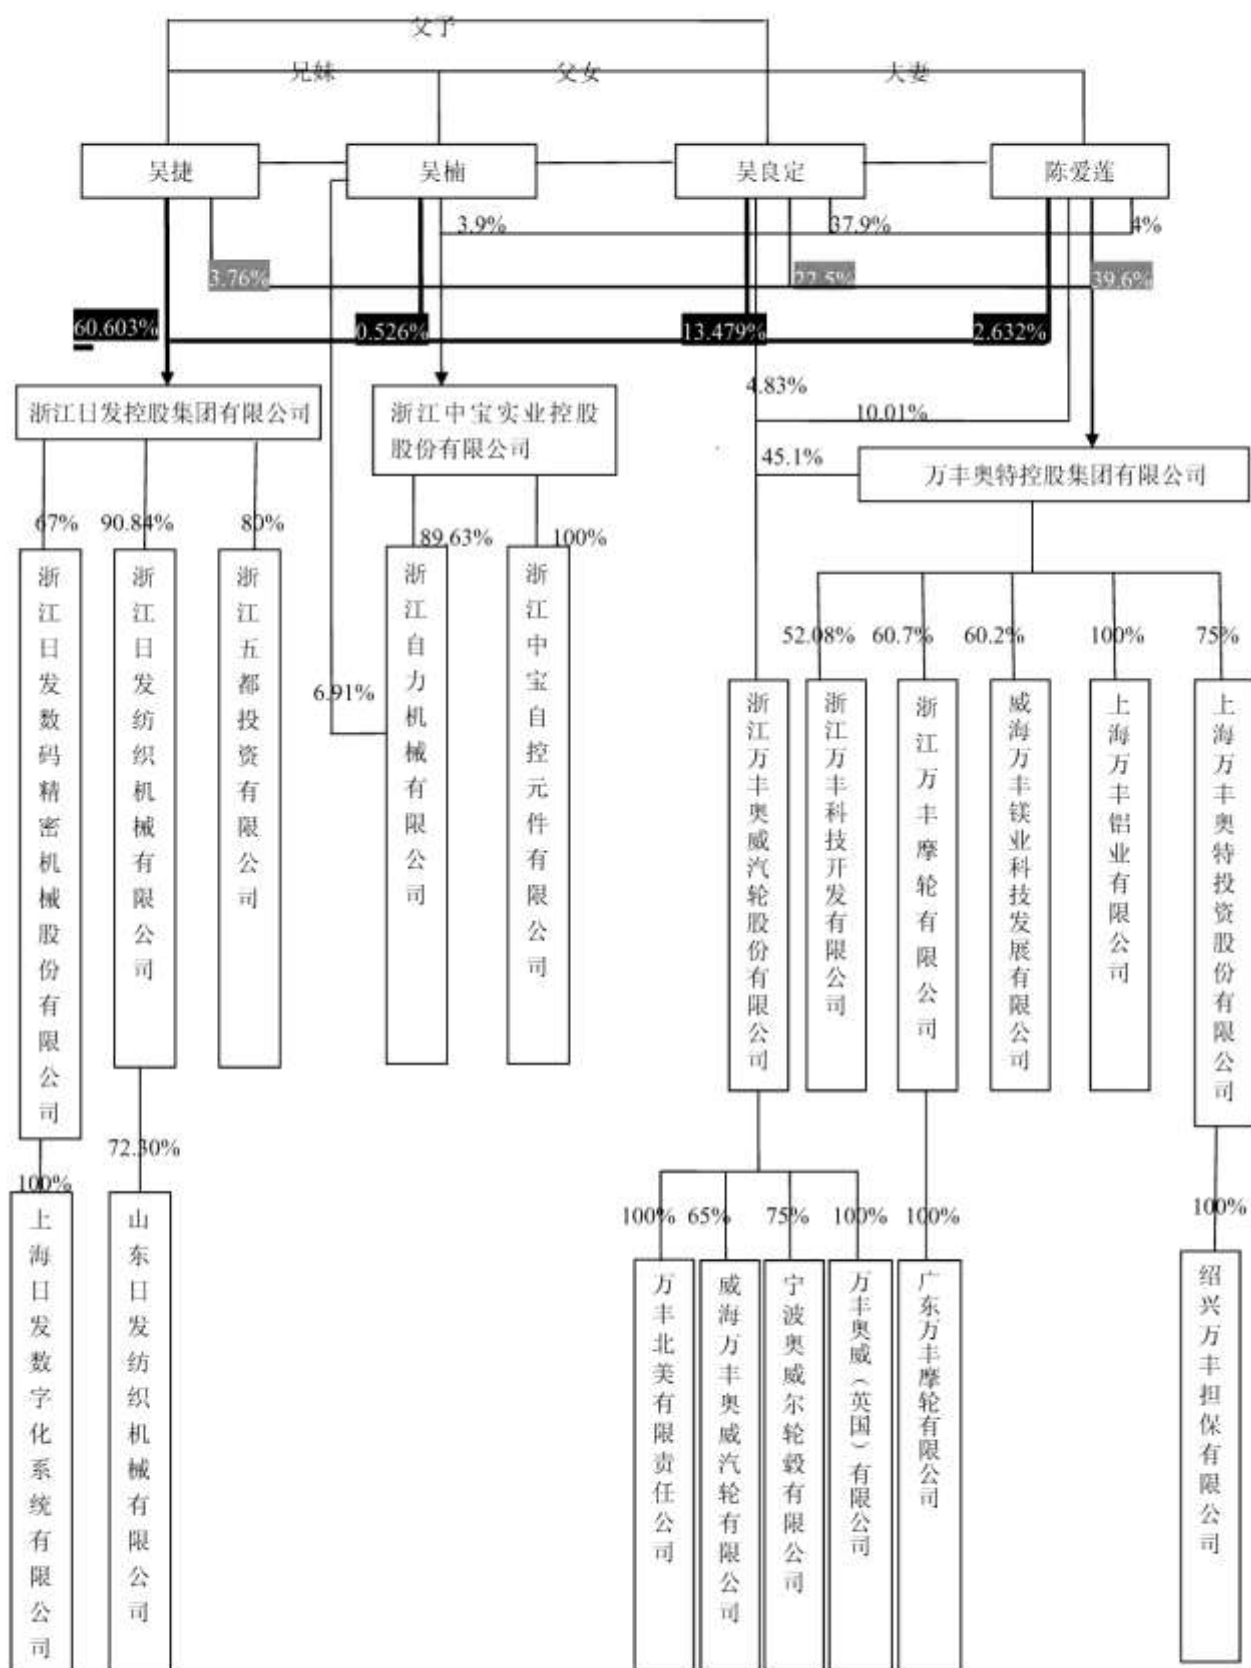 父子
兄妹
父女
夫妻
吴捷
吴楠
吴良定
陈爱莲
3.9%
37.9%
4%
3.76%
22.5%
39.6%
60.603%
0.526%
13.479%
2.632%
4.83%
10.01%
浙江日发控股集团有限公司
浙江中宝实业控股
股份有限公司
45.1%
万丰奥特控股集团有限公司
67%
90.84%
80%
89.63%
100%
52.08%
60.7%
60.2%
100%
75%
6.91%
浙江日发数码精密机械股份有限公司
浙江日发纺织机械有限公司
浙江五都投资有限公司
浙江自力机械有限公司
浙江中宝自控元件有限公司
浙江万丰奥威汽轮股份有限公司
浙江万丰科技开发有限公司
浙江万丰摩轮有限公司
威海万丰镁业科技发展有限公司
上海万丰铝业有限公司
上海万丰奥特投资股份有限公司
100%
72.30%
100%
65%
75%
100%
100%
100%
上海日发数字化系统有限公司
山东日发纺织机械有限公司
万丰北美有限责任公司
威海万丰奥威汽轮有限公司
宁波奥威尔轮毂有限公司
万丰奥威（英国）有限公司
广东万丰摩轮有限公司
绍兴万丰担保有限公司